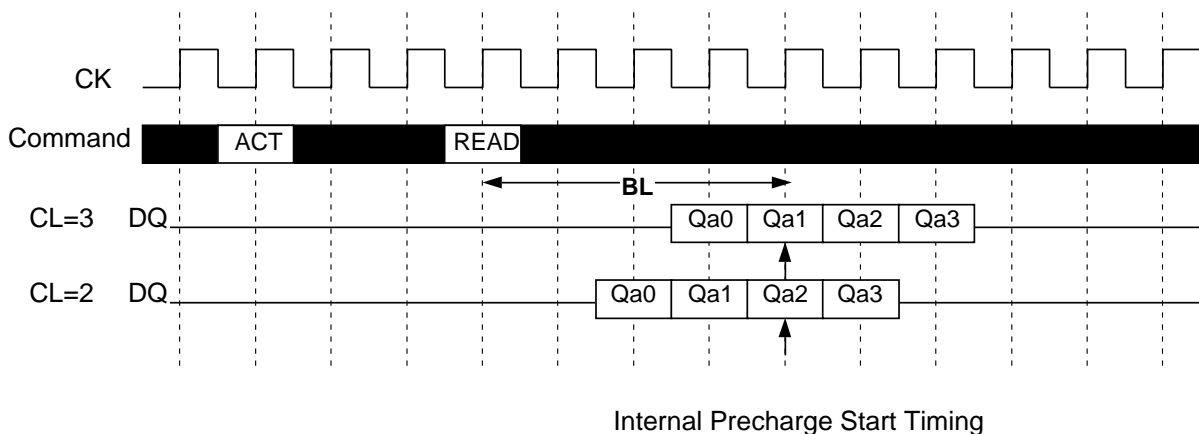 CK
Command ACT READ
BL
CL=3 DQ Qa0 Qa1 Qa2 Qa3
CL=2 DQ Qa0 Qa1 Qa2 Qa3
Internal Precharge Start Timing